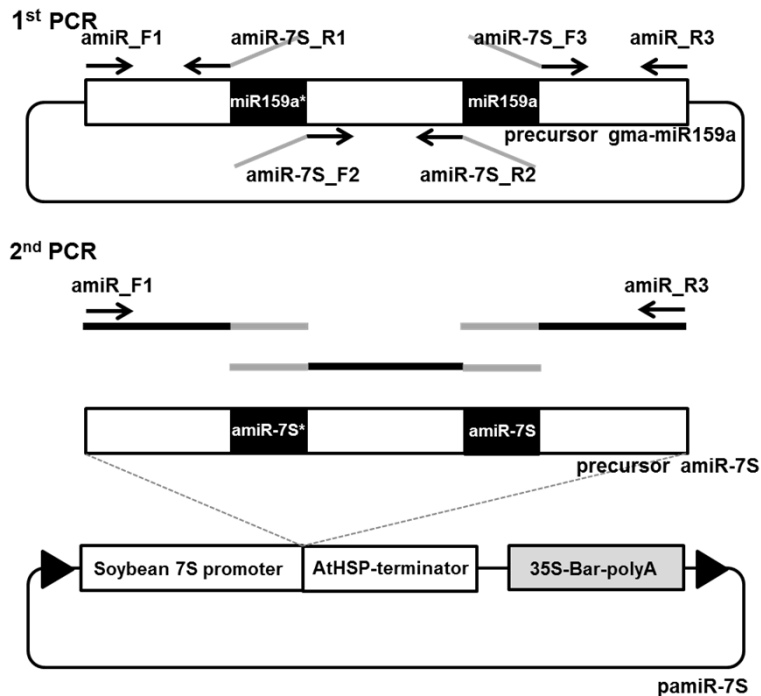 1st PCR
amiR_F1 amiR-7S_R1 amiR-7S_F3 amiR_R3
miR159a* miR159a
precursor gma-miR159a
amiR-7S_F2 amiR-7S_R2
2nd PCR
amiR_F1 amiR_R3
amiR-7S* amiR-7S
precursor amiR-7S
Soybean 7S promoter AtHSP-terminator 35S-Bar-polyA
pamiR-7S